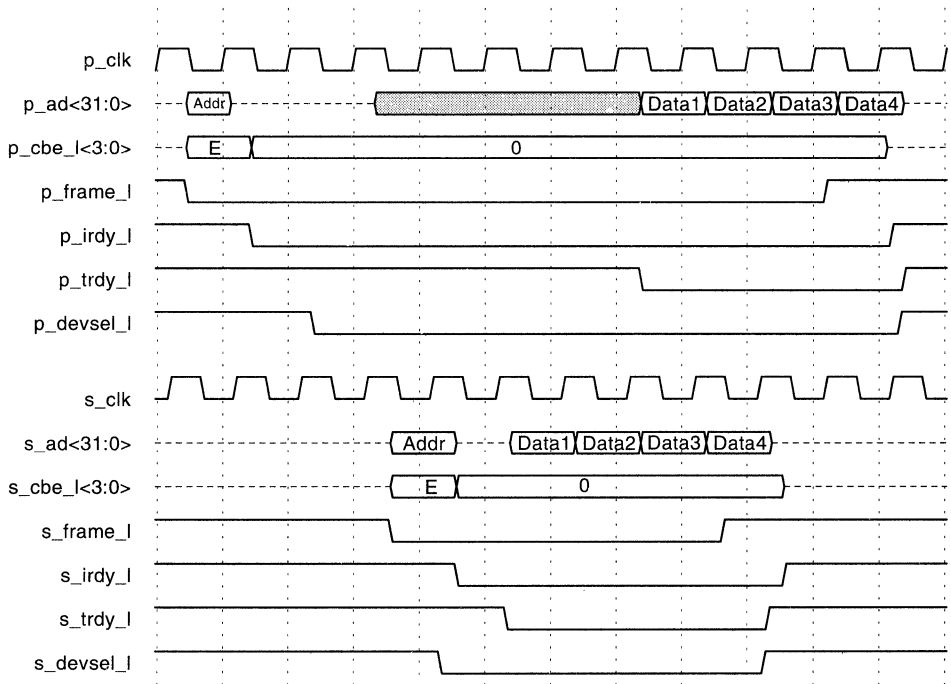 p_clk
p_ad<31:0> Addr Data1 Data2 Data3 Data4
p_cbe_l<3:0> E 0
p_frame_l
p_irdy_l
p_trdy_l
p_devsel_l
s_clk
s_ad<31:0> Addr Data1 Data2 Data3 Data4
s_cbe_l<3:0> E 0
s_frame_l
s_irdy_l
s_trdy_l
s_devsel_l